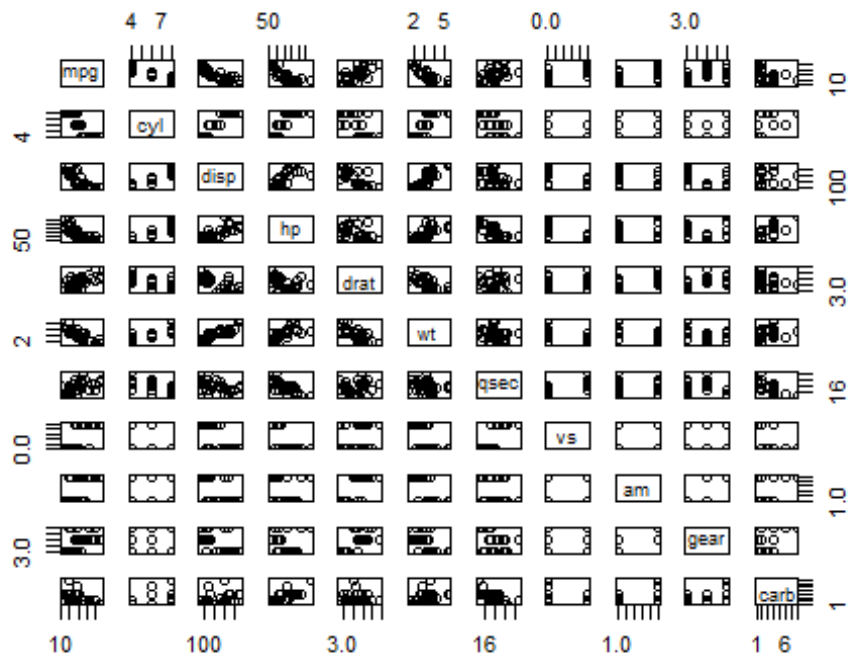 4 7 50 2 5 0.0 3.0
mpg 10
4 cyl
disp 100
50 hp
drat 3.0
2 wt
qsec 16
0.0 vs
am 1.0
3.0 gear
carb 1
10 100 3.0 16 1.0 1 6